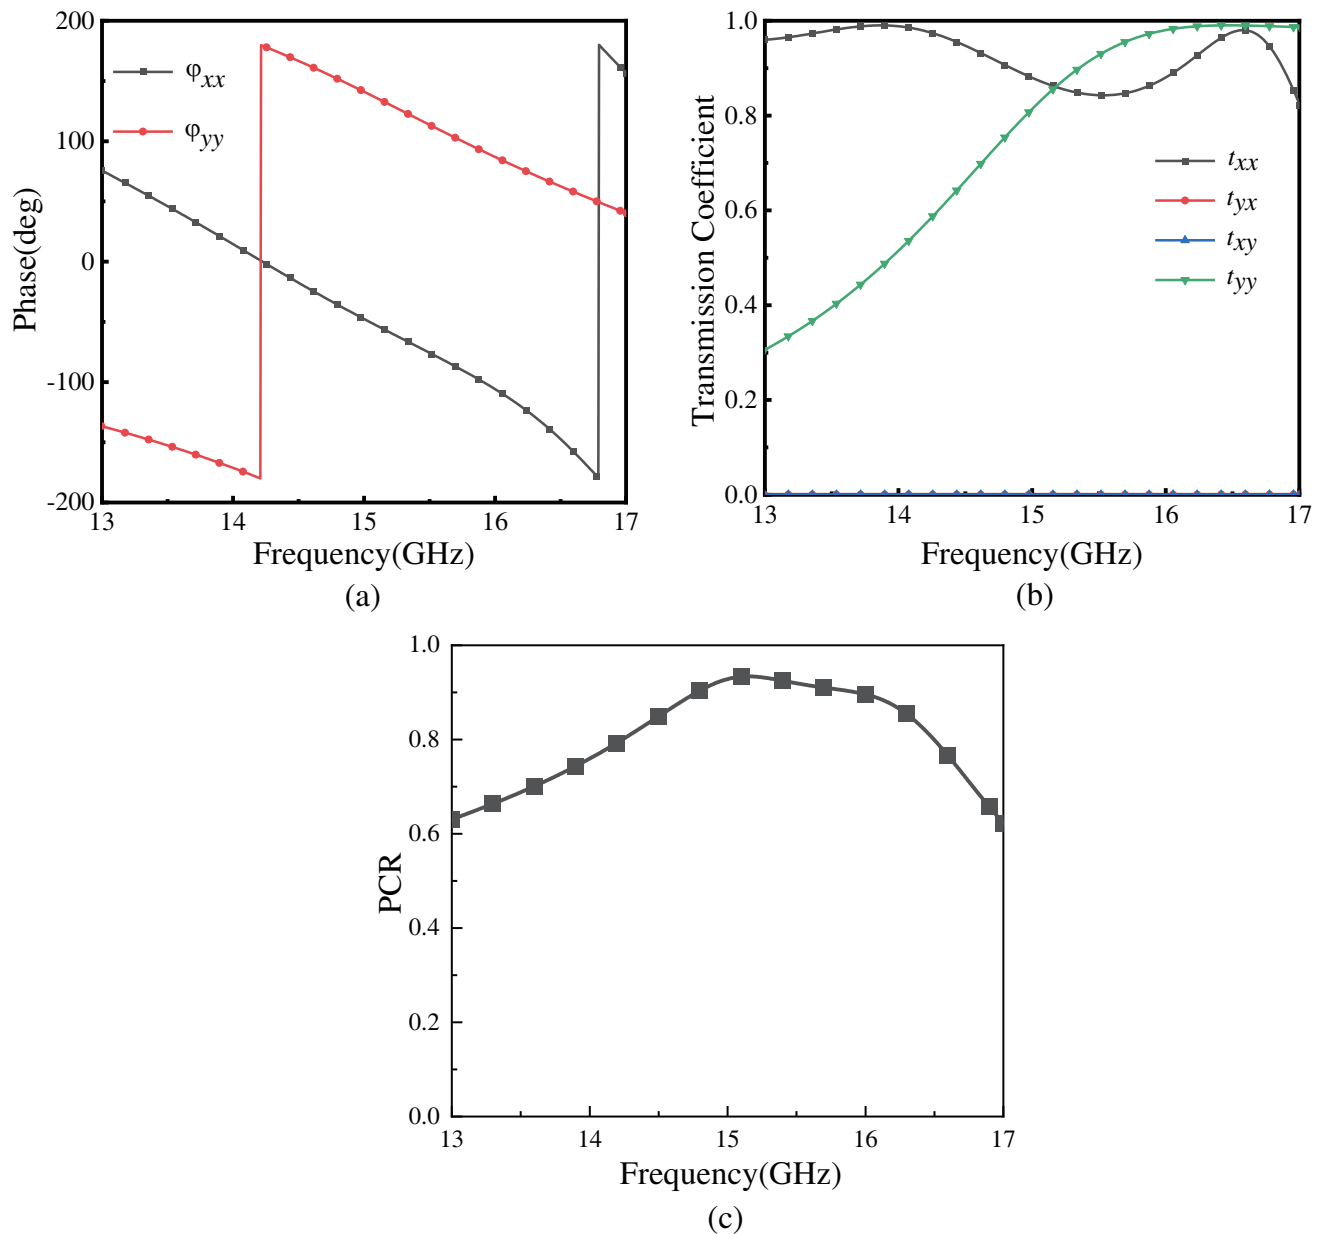 200
100
0
-100
-200
13
14
15
16
17
Phase(deg)
Frequency(GHz)
φxx
φyy
(a)
1.0
0.8
0.6
0.4
0.2
0.0
13
14
15
16
17
Transmission Coefficient
Frequency(GHz)
txx
tyx
txy
tyy
(b)
1.0
0.8
0.6
0.4
0.2
0.0
13
14
15
16
17
PCR
Frequency(GHz)
(c)